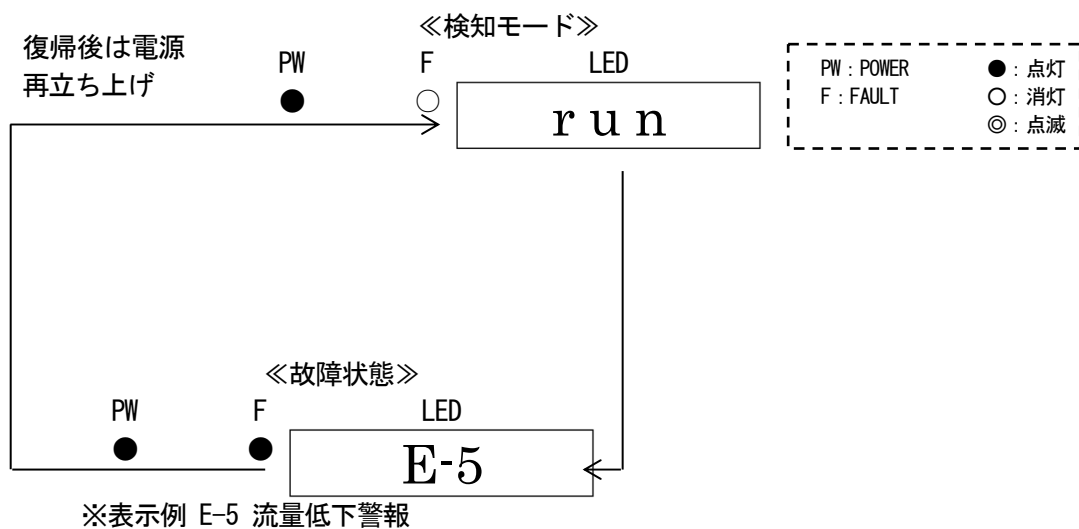 ≪検知モード≫
復帰後は電源
再立ち上げ
PW F LED
run
PW:POWER ●:点灯
F:FAULT ○:消灯
◎:点滅
≪故障状態≫
PW F LED
E-5
※表示例 E-5 流量低下警報